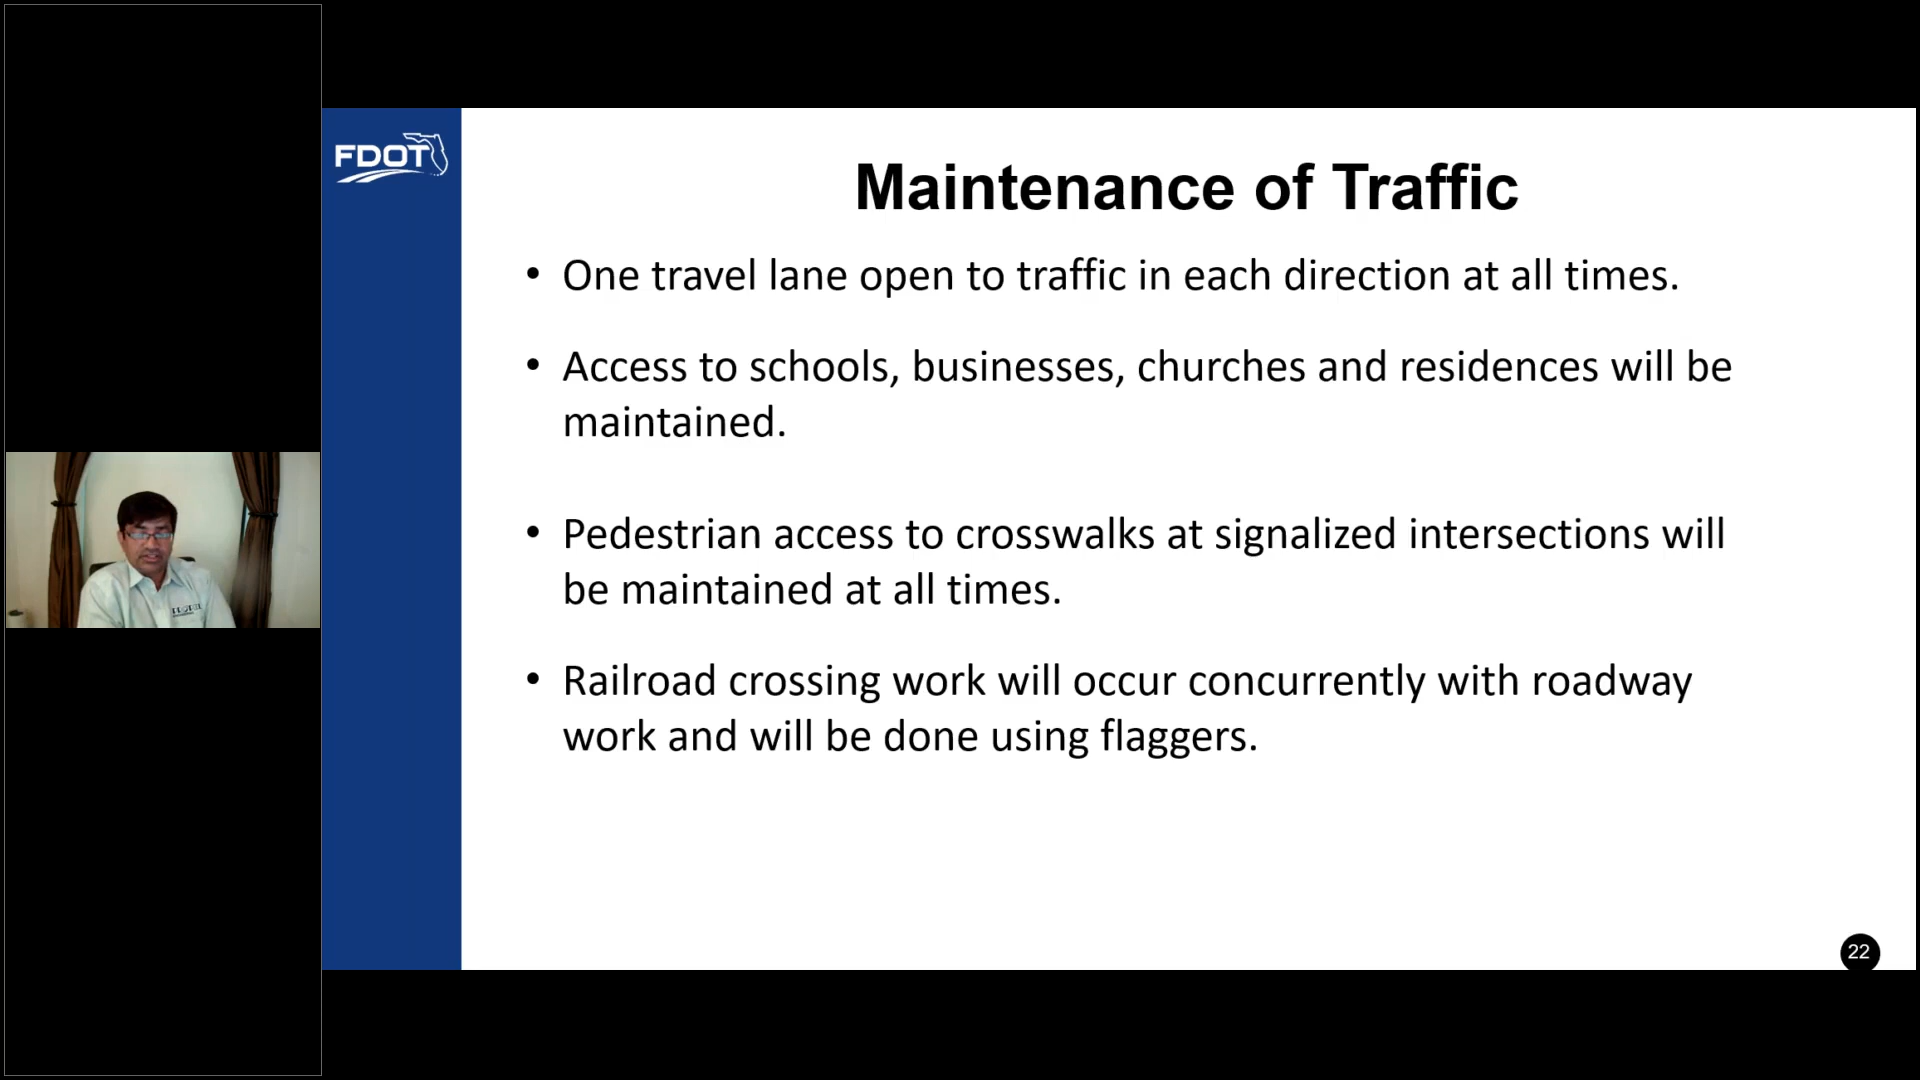 FDOT
Maintenance of Traffic
• One travel lane open to traffic in each direction at all times.
• Access to schools, businesses, churches and residences will be
maintained.
• Pedestrian access to crosswalks at signalized intersections will
be maintained at all times.
• Railroad crossing work will occur concurrently with roadway
work and will be done using flaggers.
22